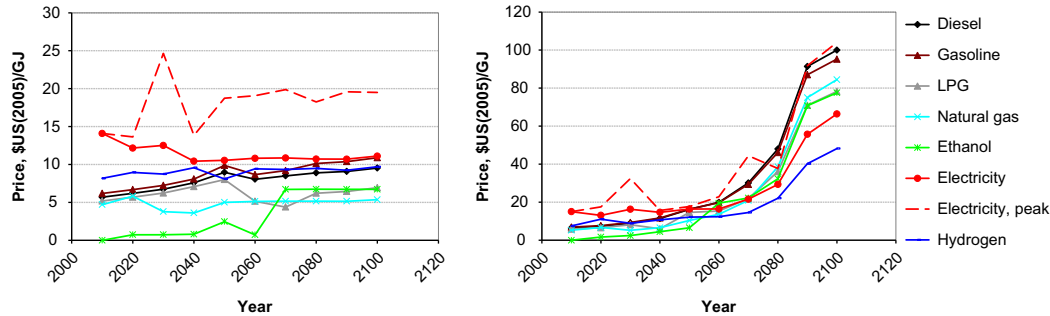 Price, $US(2005)/GJ
30
25
20
15
10
5
0
2000
2020
2040
2060
2080
2100
2120
Year
Price, $US(2005)/GJ
120
100
80
60
40
20
0
2000
2020
2040
2060
2080
2100
2120
Year
Diesel
Gasoline
LPG
Natural gas
Ethanol
Electricity
Electricity, peak
Hydrogen